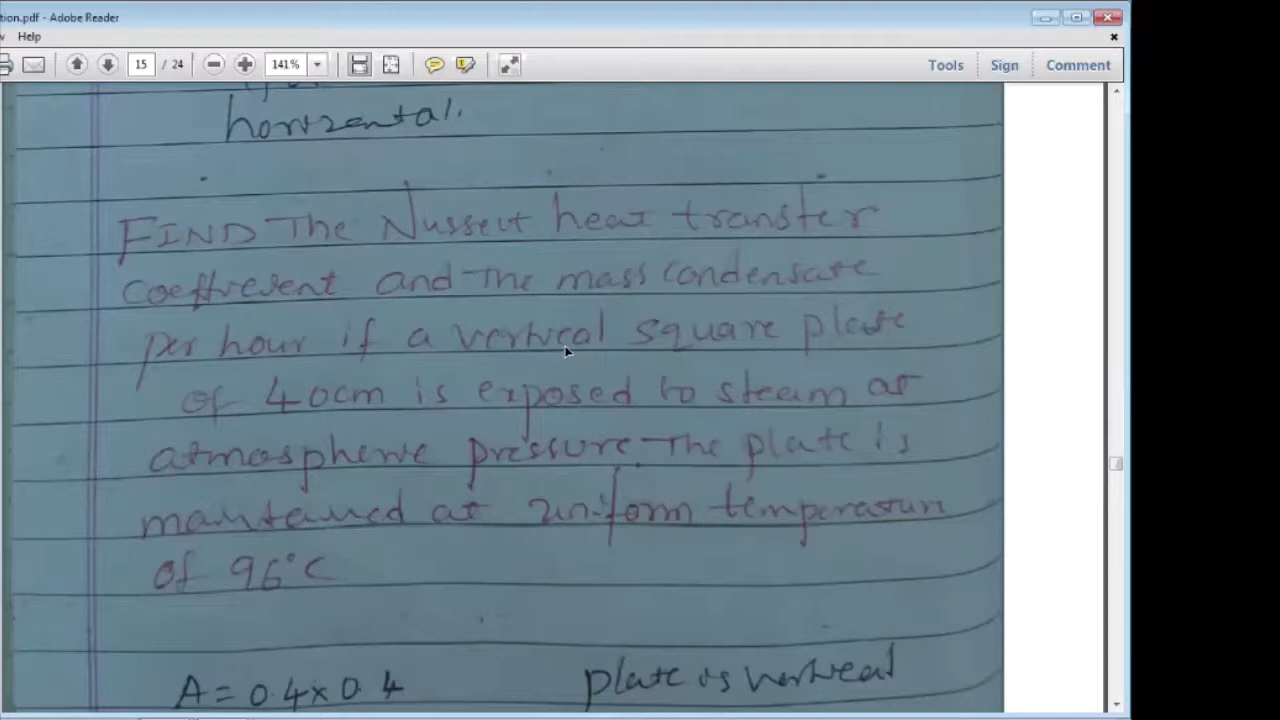 tion.pdf - Adobe Reader
Help
15 / 24 141% Tools Sign Comment
horizental.
FIND The Nusselt heat transfer
coefficient and the mass condensate
per hour if a vertical square plate
of 40cm is exposed to steam at
atmospheric pressure The plate is
maintained at uniform temperature
of 96°C
A = 0.4 x 0.4 plate is vertical